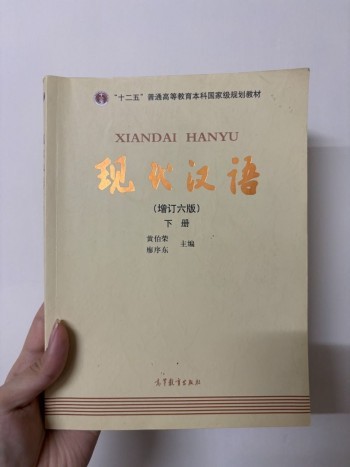 “十二五”普通高等教育本科国家级规划教材
XIANDAI HANYU
现代汉语
(增订六版)
下 册
黄伯荣
廖序东 主编
高等教育出版社